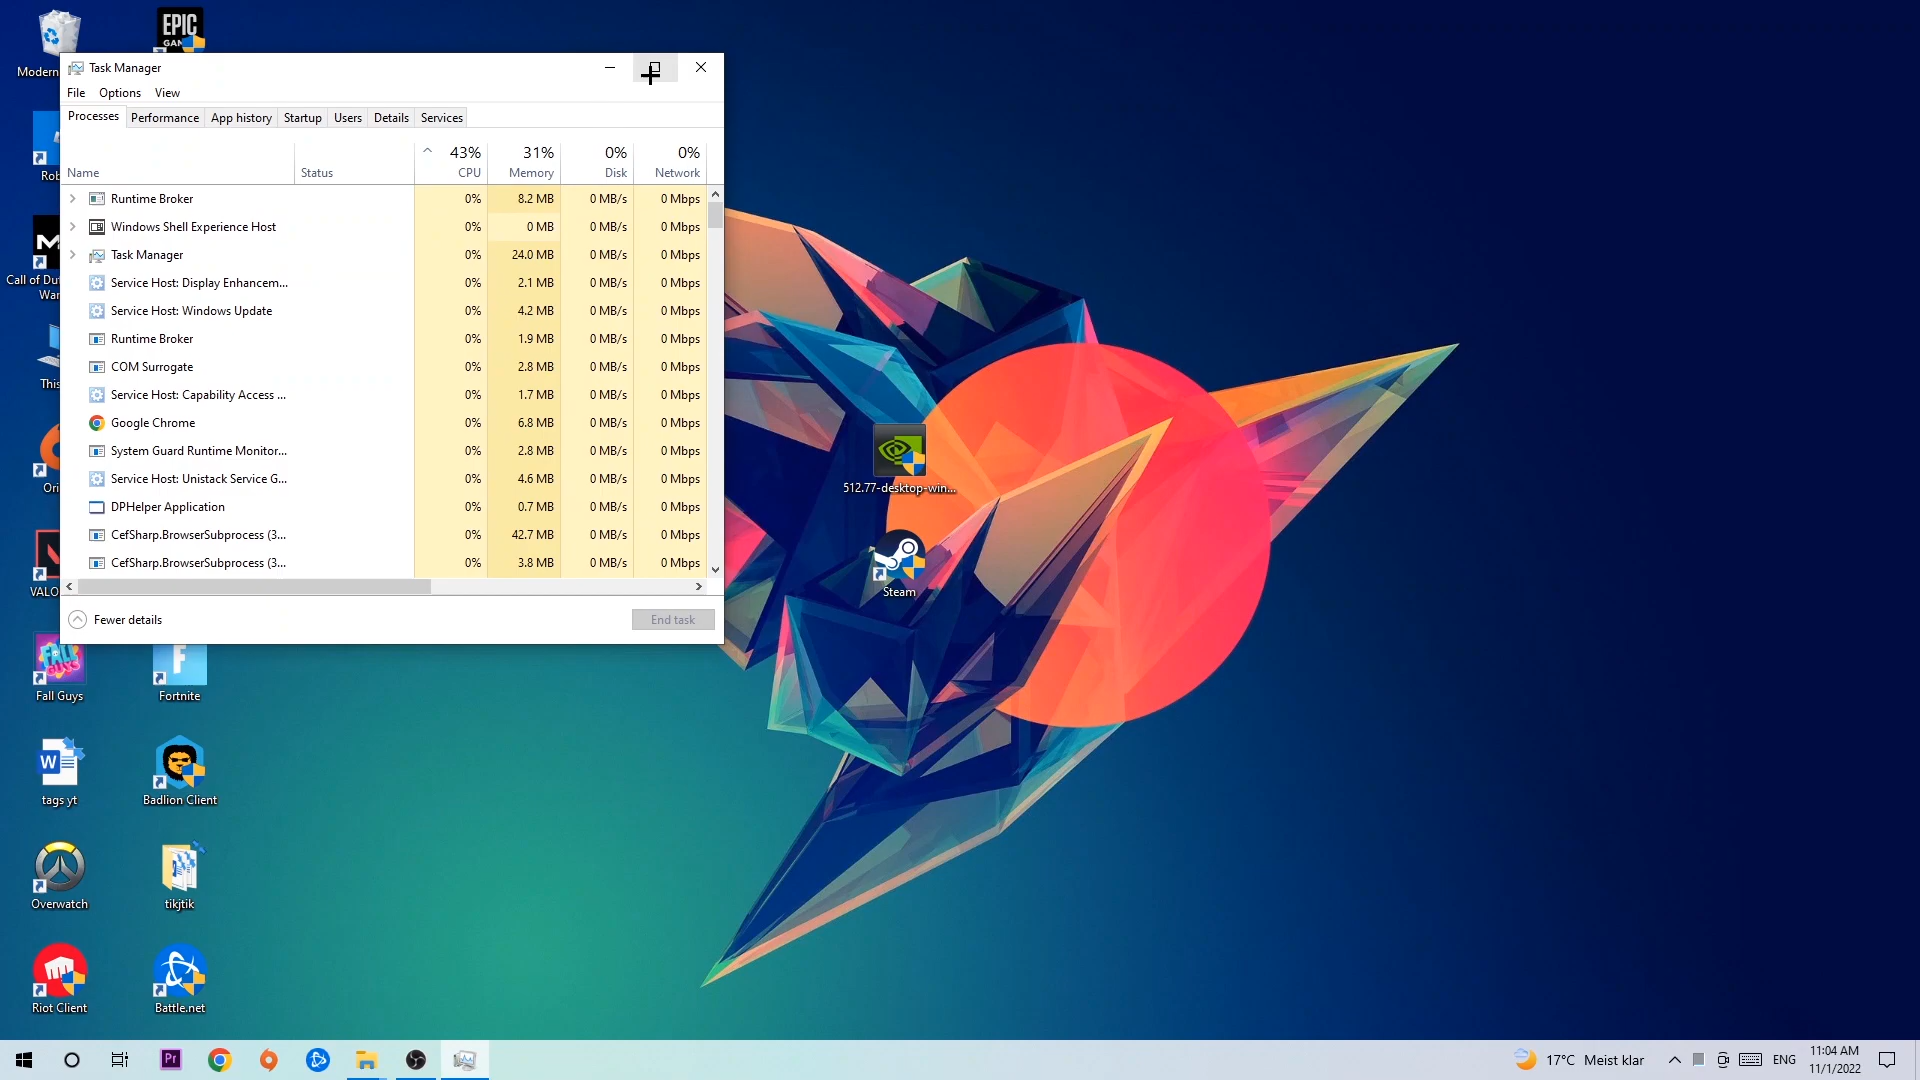 EPIC
GAM
Modern
Task Manager
File Options View
Processes Performance App history Startup Users Details Services
43% 31% 0% 0%
Name Status CPU Memory Disk Network
Runtime Broker 0% 8.2 MB 0 MB/s 0 Mbps
Windows Shell Experience Host 0% 0 MB 0 MB/s 0 Mbps
Task Manager 0% 24.0 MB 0 MB/s 0 Mbps
Service Host: Display Enhancem... 0% 2.1 MB 0 MB/s 0 Mbps
Service Host: Windows Update 0% 4.2 MB 0 MB/s 0 Mbps
Runtime Broker 0% 1.9 MB 0 MB/s 0 Mbps
COM Surrogate 0% 2.8 MB 0 MB/s 0 Mbps
Service Host: Capability Access ... 0% 1.7 MB 0 MB/s 0 Mbps
Google Chrome 0% 6.8 MB 0 MB/s 0 Mbps
System Guard Runtime Monitor... 0% 2.8 MB 0 MB/s 0 Mbps
Service Host: Unistack Service G... 0% 4.6 MB 0 MB/s 0 Mbps
DPHelper Application 0% 0.7 MB 0 MB/s 0 Mbps
CefSharp.BrowserSubprocess (3... 0% 42.7 MB 0 MB/s 0 Mbps
CefSharp.BrowserSubprocess (3... 0% 3.8 MB 0 MB/s 0 Mbps
Fewer details End task
Rob
M
Call of Du
War
This
Ori
VALO
512.77-desktop-win...
Steam
FALL
GUYS
Fall Guys
F
Fortnite
W
tags yt
Badlion Client
Overwatch
tikjtik
Riot Client
Battle.net
Pr
17°C Meist klar
ENG
11:04 AM
11/1/2022